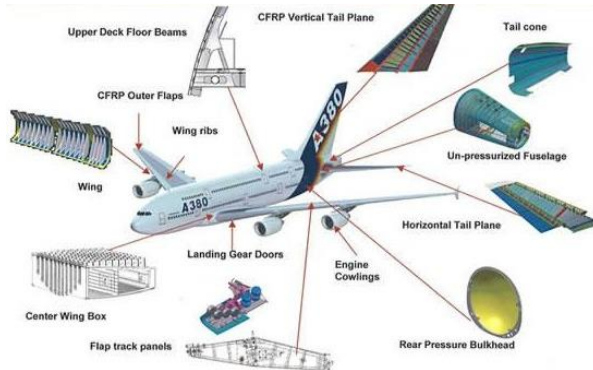 Upper Deck Floor Beams
CFRP Vertical Tail Plane
Tail cone
CFRP Outer Flaps
Wing ribs
Wing
A380
Un-pressurized Fuselage
A380
Horizontal Tail Plane
Landing Gear Doors
Engine
Cowlings
Center Wing Box
Flap track panels
Rear Pressure Bulkhead